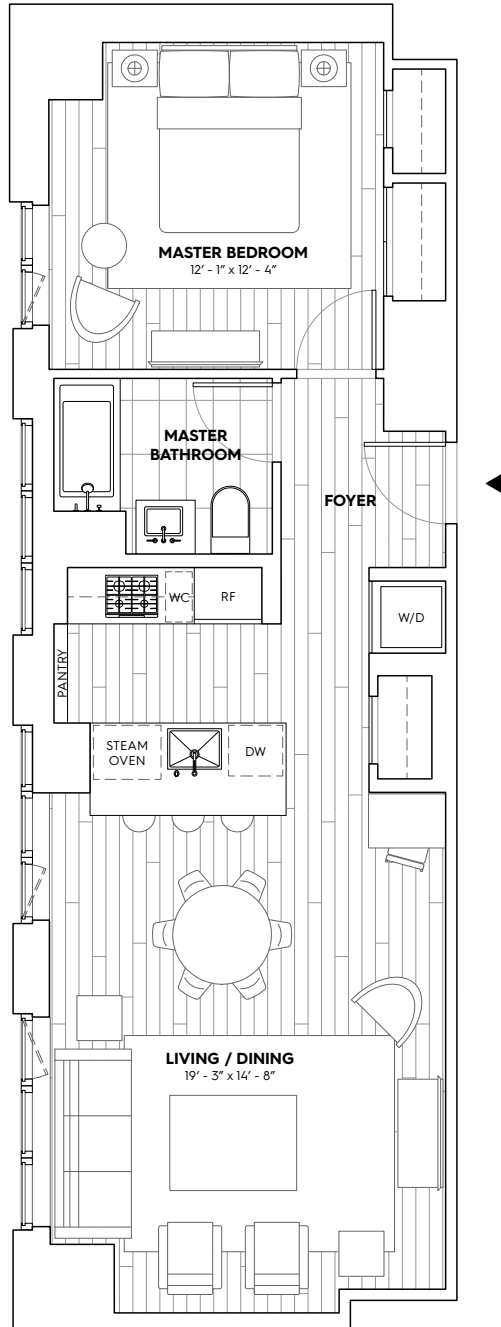 MASTER BEDROOM
12’ - 1” x 12’ - 4”
MASTER
BATHROOM
FOYER
WC
RF
W/D
PANTRY
STEAM
OVEN
DW
LIVING / DINING
19’ - 3” x 14’ - 8”